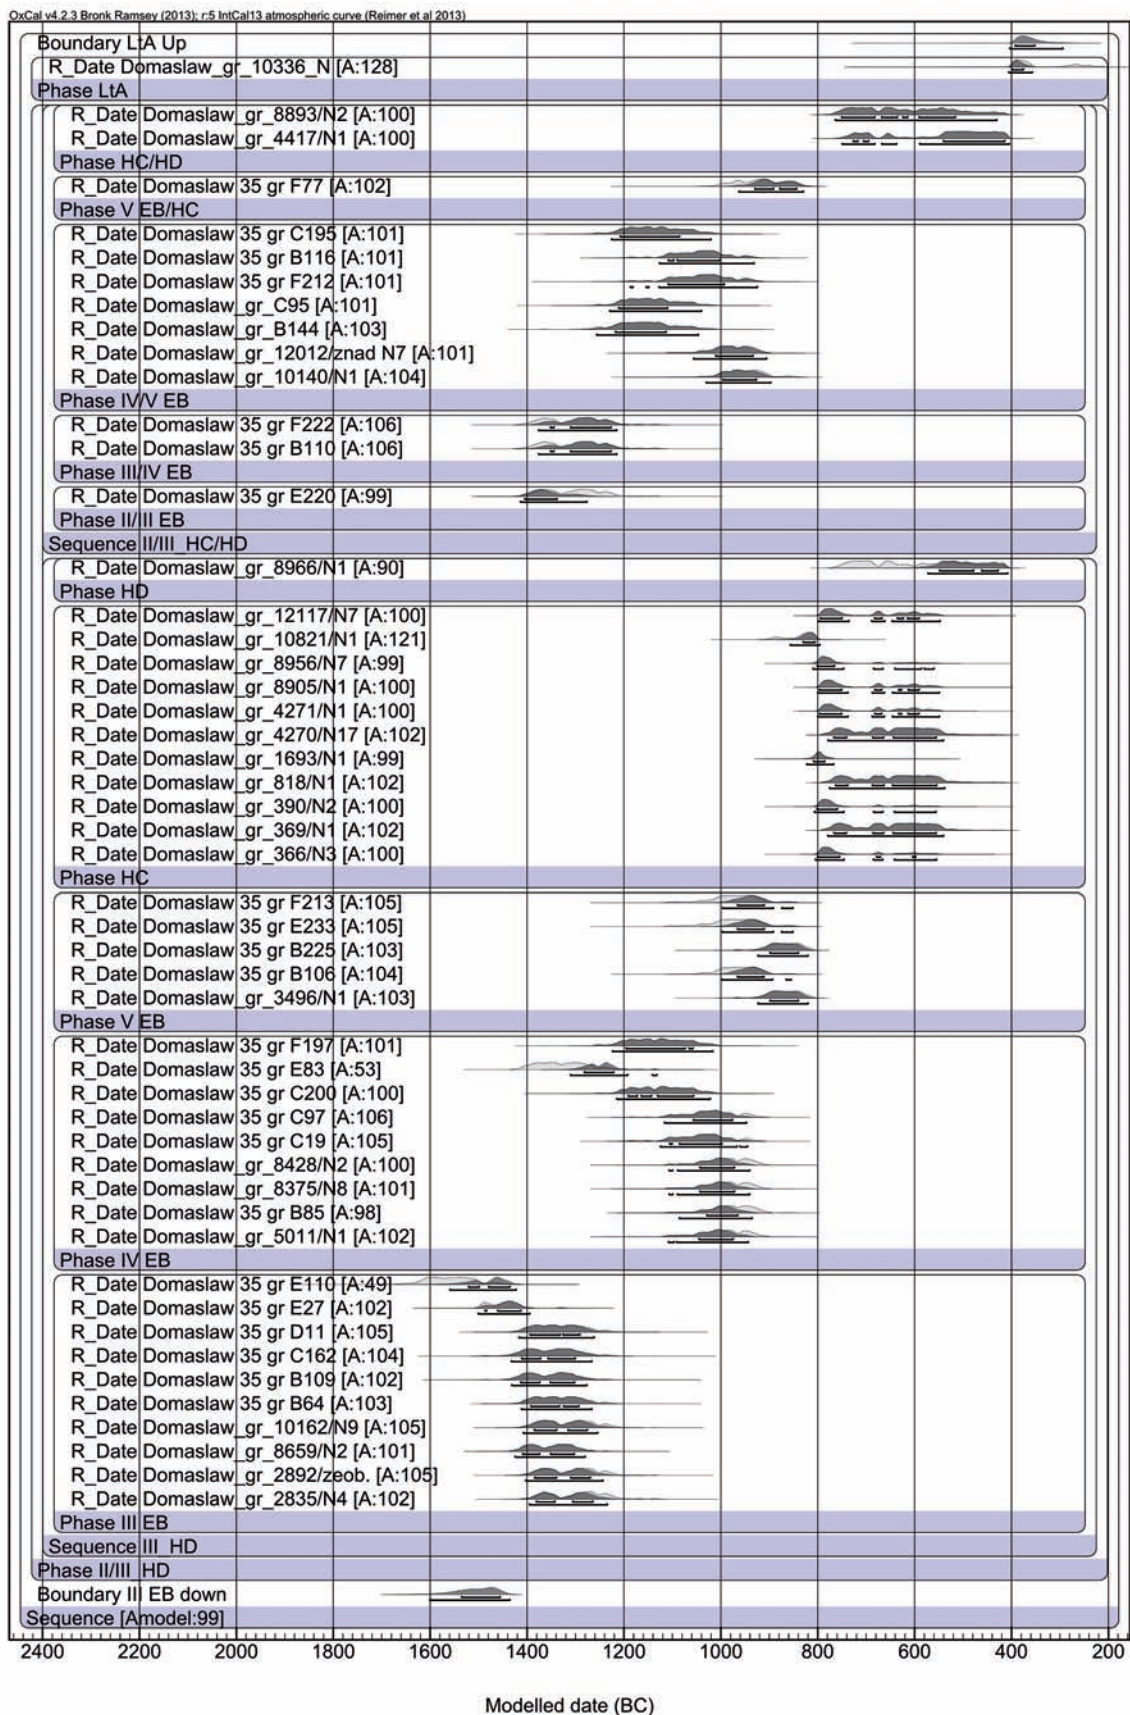 OxCal v4.2.3 Bronk Ramsey (2013); r:5 IntCal13 atmospheric curve (Reimer et al 2013)
Boundary LtA Up
R_Date Domaslaw_gr_10336_N [A:128]
Phase LtA
R_Date Domaslaw_gr_8893/N2 [A:100]
R_Date Domaslaw_gr_4417/N1 [A:100]
Phase HC/HD
R_Date Domaslaw 35 gr F77 [A:102]
Phase V EB/HC
R_Date Domaslaw 35 gr C195 [A:101]
R_Date Domaslaw 35 gr B116 [A:101]
R_Date Domaslaw 35 gr F212 [A:101]
R_Date Domaslaw_gr_C95 [A:101]
R_Date Domaslaw_gr_B144 [A:103]
R_Date Domaslaw_gr_12012/znad N7 [A:101]
R_Date Domaslaw_gr_10140/N1 [A:104]
Phase IV/V EB
R_Date Domaslaw 35 gr F222 [A:106]
R_Date Domaslaw 35 gr B110 [A:106]
Phase III/IV EB
R_Date Domaslaw 35 gr E220 [A:99]
Phase II/III EB
Sequence II/III_HC/HD
R_Date Domaslaw_gr_8966/N1 [A:90]
Phase HD
R_Date Domaslaw_gr_12117/N7 [A:100]
R_Date Domaslaw_gr_10821/N1 [A:121]
R_Date Domaslaw_gr_8956/N7 [A:99]
R_Date Domaslaw_gr_8905/N1 [A:100]
R_Date Domaslaw_gr_4271/N1 [A:100]
R_Date Domaslaw_gr_4270/N17 [A:102]
R_Date Domaslaw_gr_1693/N1 [A:99]
R_Date Domaslaw_gr_818/N1 [A:102]
R_Date Domaslaw_gr_390/N2 [A:100]
R_Date Domaslaw_gr_369/N1 [A:102]
R_Date Domaslaw_gr_366/N3 [A:100]
Phase HC
R_Date Domaslaw 35 gr F213 [A:105]
R_Date Domaslaw 35 gr E233 [A:105]
R_Date Domaslaw 35 gr B225 [A:103]
R_Date Domaslaw 35 gr B106 [A:104]
R_Date Domaslaw_gr_3496/N1 [A:103]
Phase V EB
R_Date Domaslaw 35 gr F197 [A:101]
R_Date Domaslaw 35 gr E83 [A:53]
R_Date Domaslaw 35 gr C200 [A:100]
R_Date Domaslaw 35 gr C97 [A:106]
R_Date Domaslaw 35 gr C19 [A:105]
R_Date Domaslaw_gr_8428/N2 [A:100]
R_Date Domaslaw_gr_8375/N8 [A:101]
R_Date Domaslaw 35 gr B85 [A:98]
R_Date Domaslaw_gr_5011/N1 [A:102]
Phase IV EB
R_Date Domaslaw 35 gr E110 [A:49]
R_Date Domaslaw 35 gr E27 [A:102]
R_Date Domaslaw 35 gr D11 [A:105]
R_Date Domaslaw 35 gr C162 [A:104]
R_Date Domaslaw 35 gr B109 [A:102]
R_Date Domaslaw 35 gr B64 [A:103]
R_Date Domaslaw_gr_10162/N9 [A:105]
R_Date Domaslaw_gr_8659/N2 [A:101]
R_Date Domaslaw_gr_2892/zeob. [A:105]
R_Date Domaslaw_gr_2835/N4 [A:102]
Phase III EB
Sequence III_HD
Phase II/III_HD
Boundary III EB down
Sequence [Amodel:99]
2400 2200 2000 1800 1600 1400 1200 1000 800 600 400 200
Modelled date (BC)